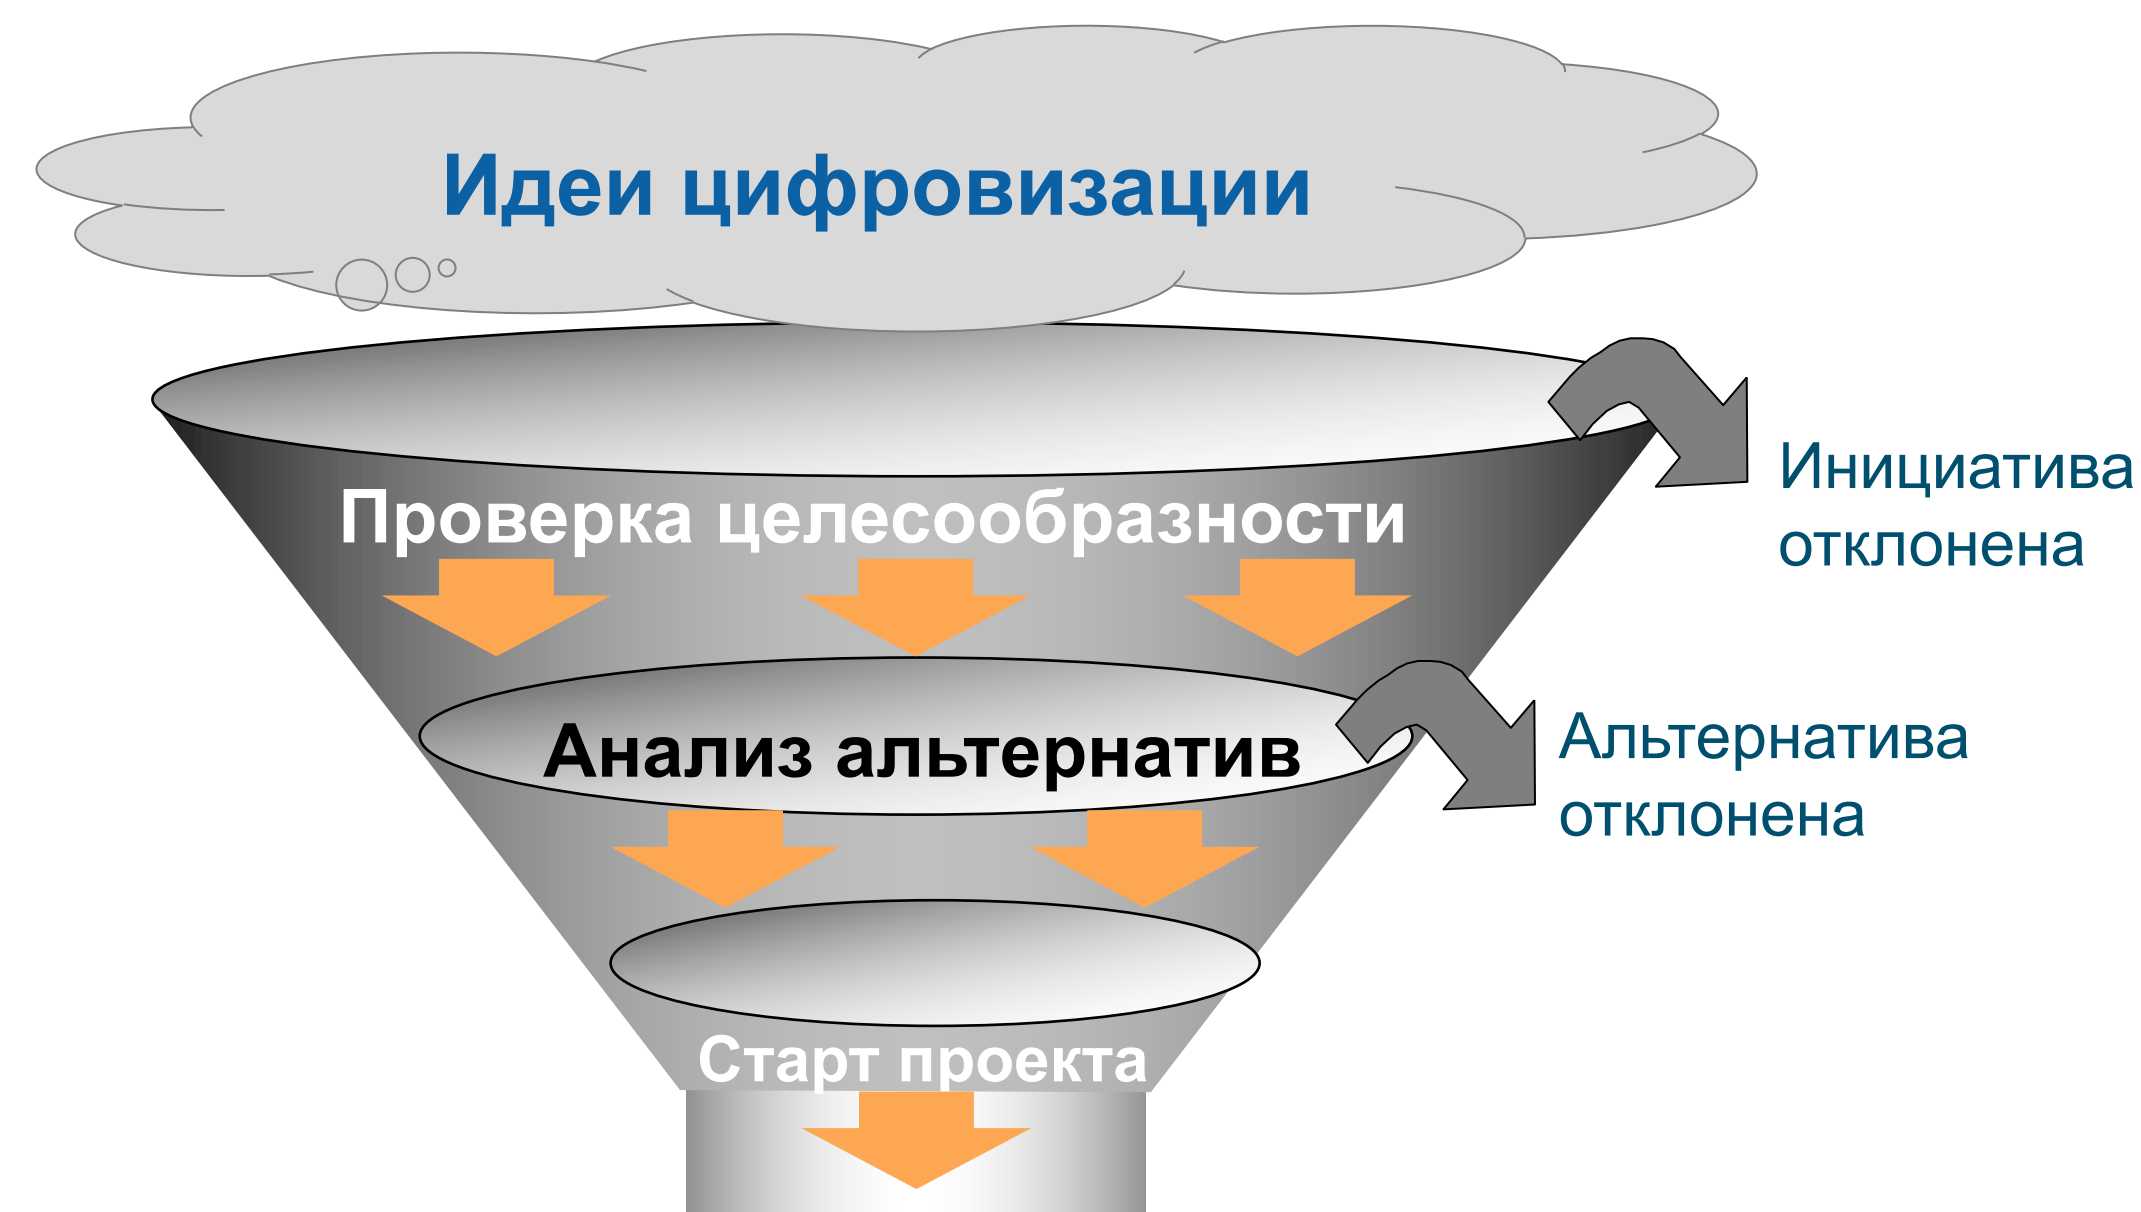 Идеи цифровизации
Проверка целесообразности
Инициатива
отклонена
Анализ альтернатив
Альтернатива
отклонена
Старт проекта